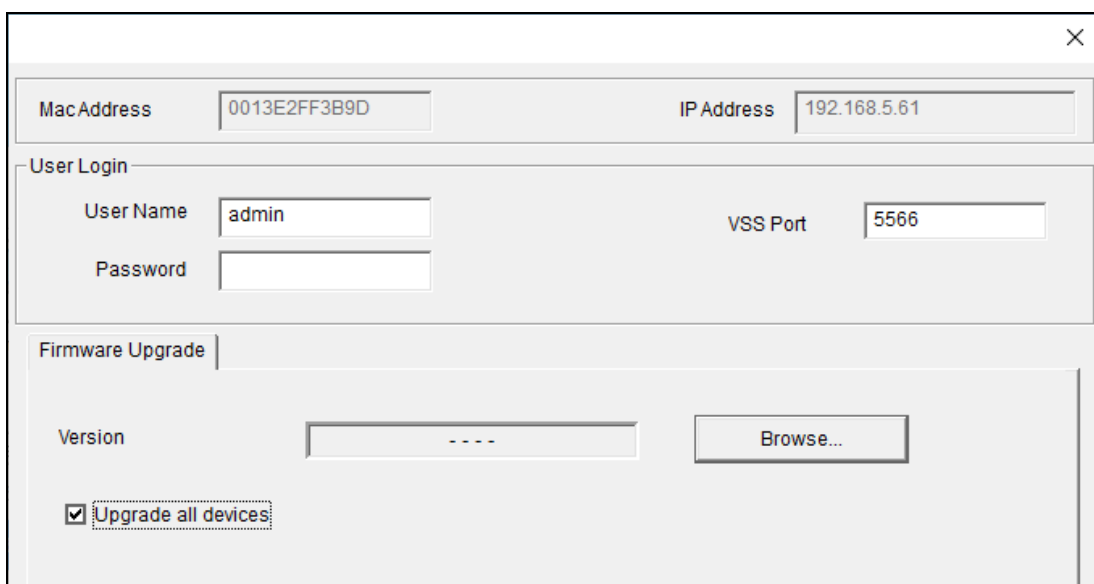 Mac Address 0013E2FF3B9D IP Address 192.168.5.61
User Login
User Name admin VSS Port 5566
Password
Firmware Upgrade
Version - - - - Browse...
Upgrade all devices